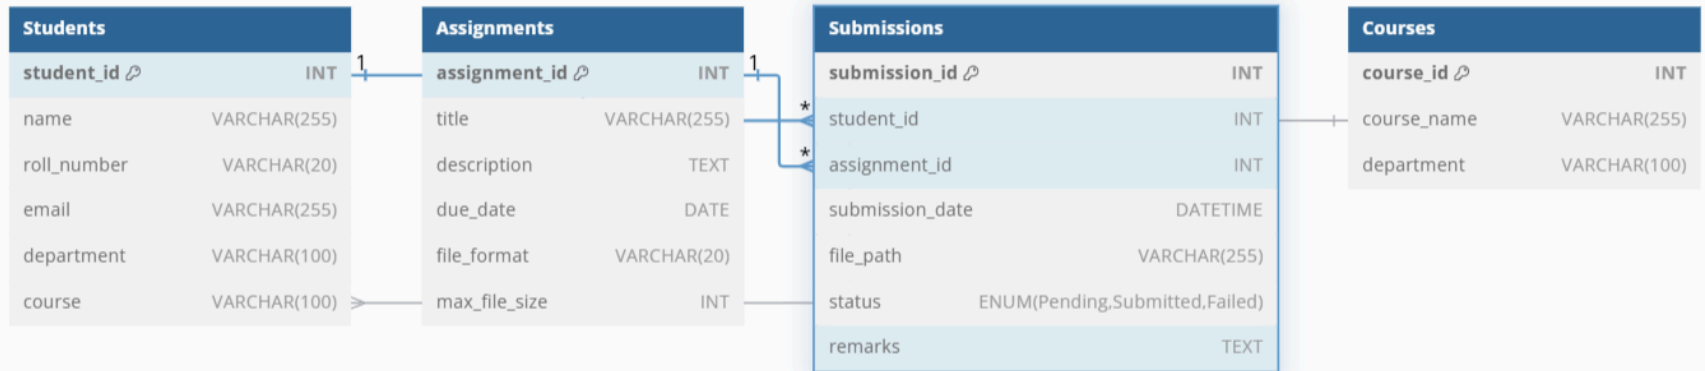 Students
student_id INT
name VARCHAR(255)
roll_number VARCHAR(20)
email VARCHAR(255)
department VARCHAR(100)
course VARCHAR(100)
1
Assignments
assignment_id INT
title VARCHAR(255)
description TEXT
due_date DATE
file_format VARCHAR(20)
max_file_size INT
1
*
*
Submissions
submission_id INT
student_id INT
assignment_id INT
submission_date DATETIME
file_path VARCHAR(255)
status ENUM(Pending,Submitted,Failed)
remarks TEXT
Courses
course_id INT
course_name VARCHAR(255)
department VARCHAR(100)